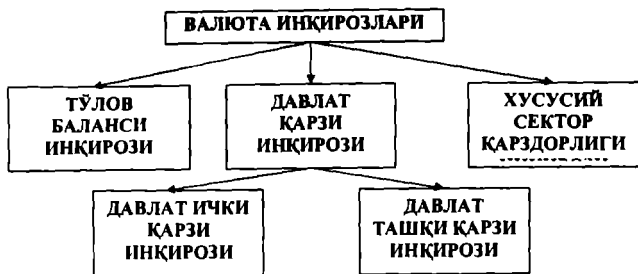 ВАЛЮТА ИНҚИРОЗЛАРИ
ТЎЛОВ
БАЛАНСИ
ИНҚИРОЗИ
ДАВЛАТ
ҚАРЗИ
ИНҚИРОЗИ
ХУСУСИЙ
СЕКТОР
ҚАРЗДОРЛИГИ
ДАВЛАТ ИЧКИ
ҚАРЗИ
ИНҚИРОЗИ
ДАВЛАТ
ТАШҚИ ҚАРЗИ
ИНҚИРОЗИ